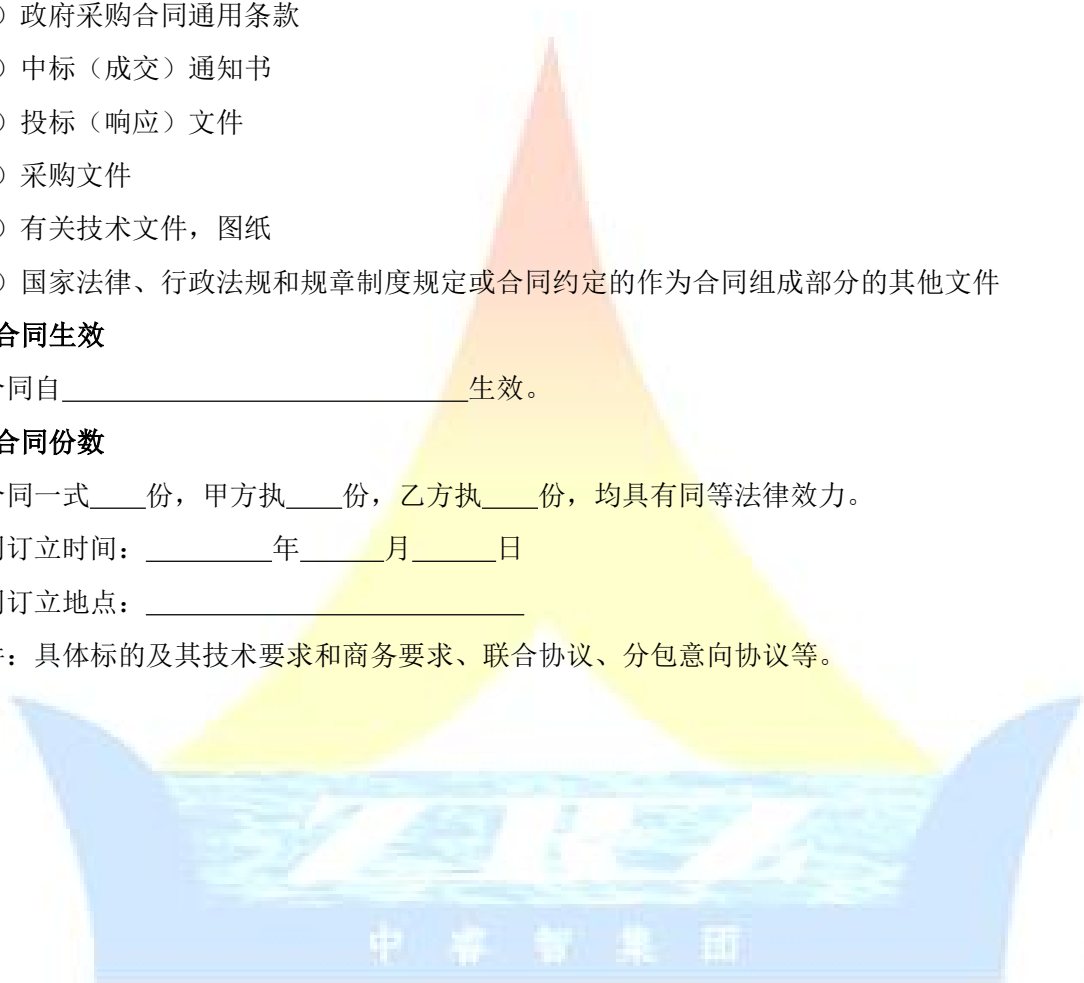 ）政府采购合同通用条款
）中标（成交）通知书
）投标（响应）文件
）采购文件
）有关技术文件，图纸
）国家法律、行政法规和规章制度规定或合同约定的作为合同组成部分的其他文件
合同生效
合同自_____________________________生效。
合同份数
合同一式____份，甲方执____份，乙方执____份，均具有同等法律效力。
订立时间：_________年______月______日
订立地点：___________________________
：具体标的及其技术要求和商务要求、联合协议、分包意向协议等。
ZRZ
中睿智集团